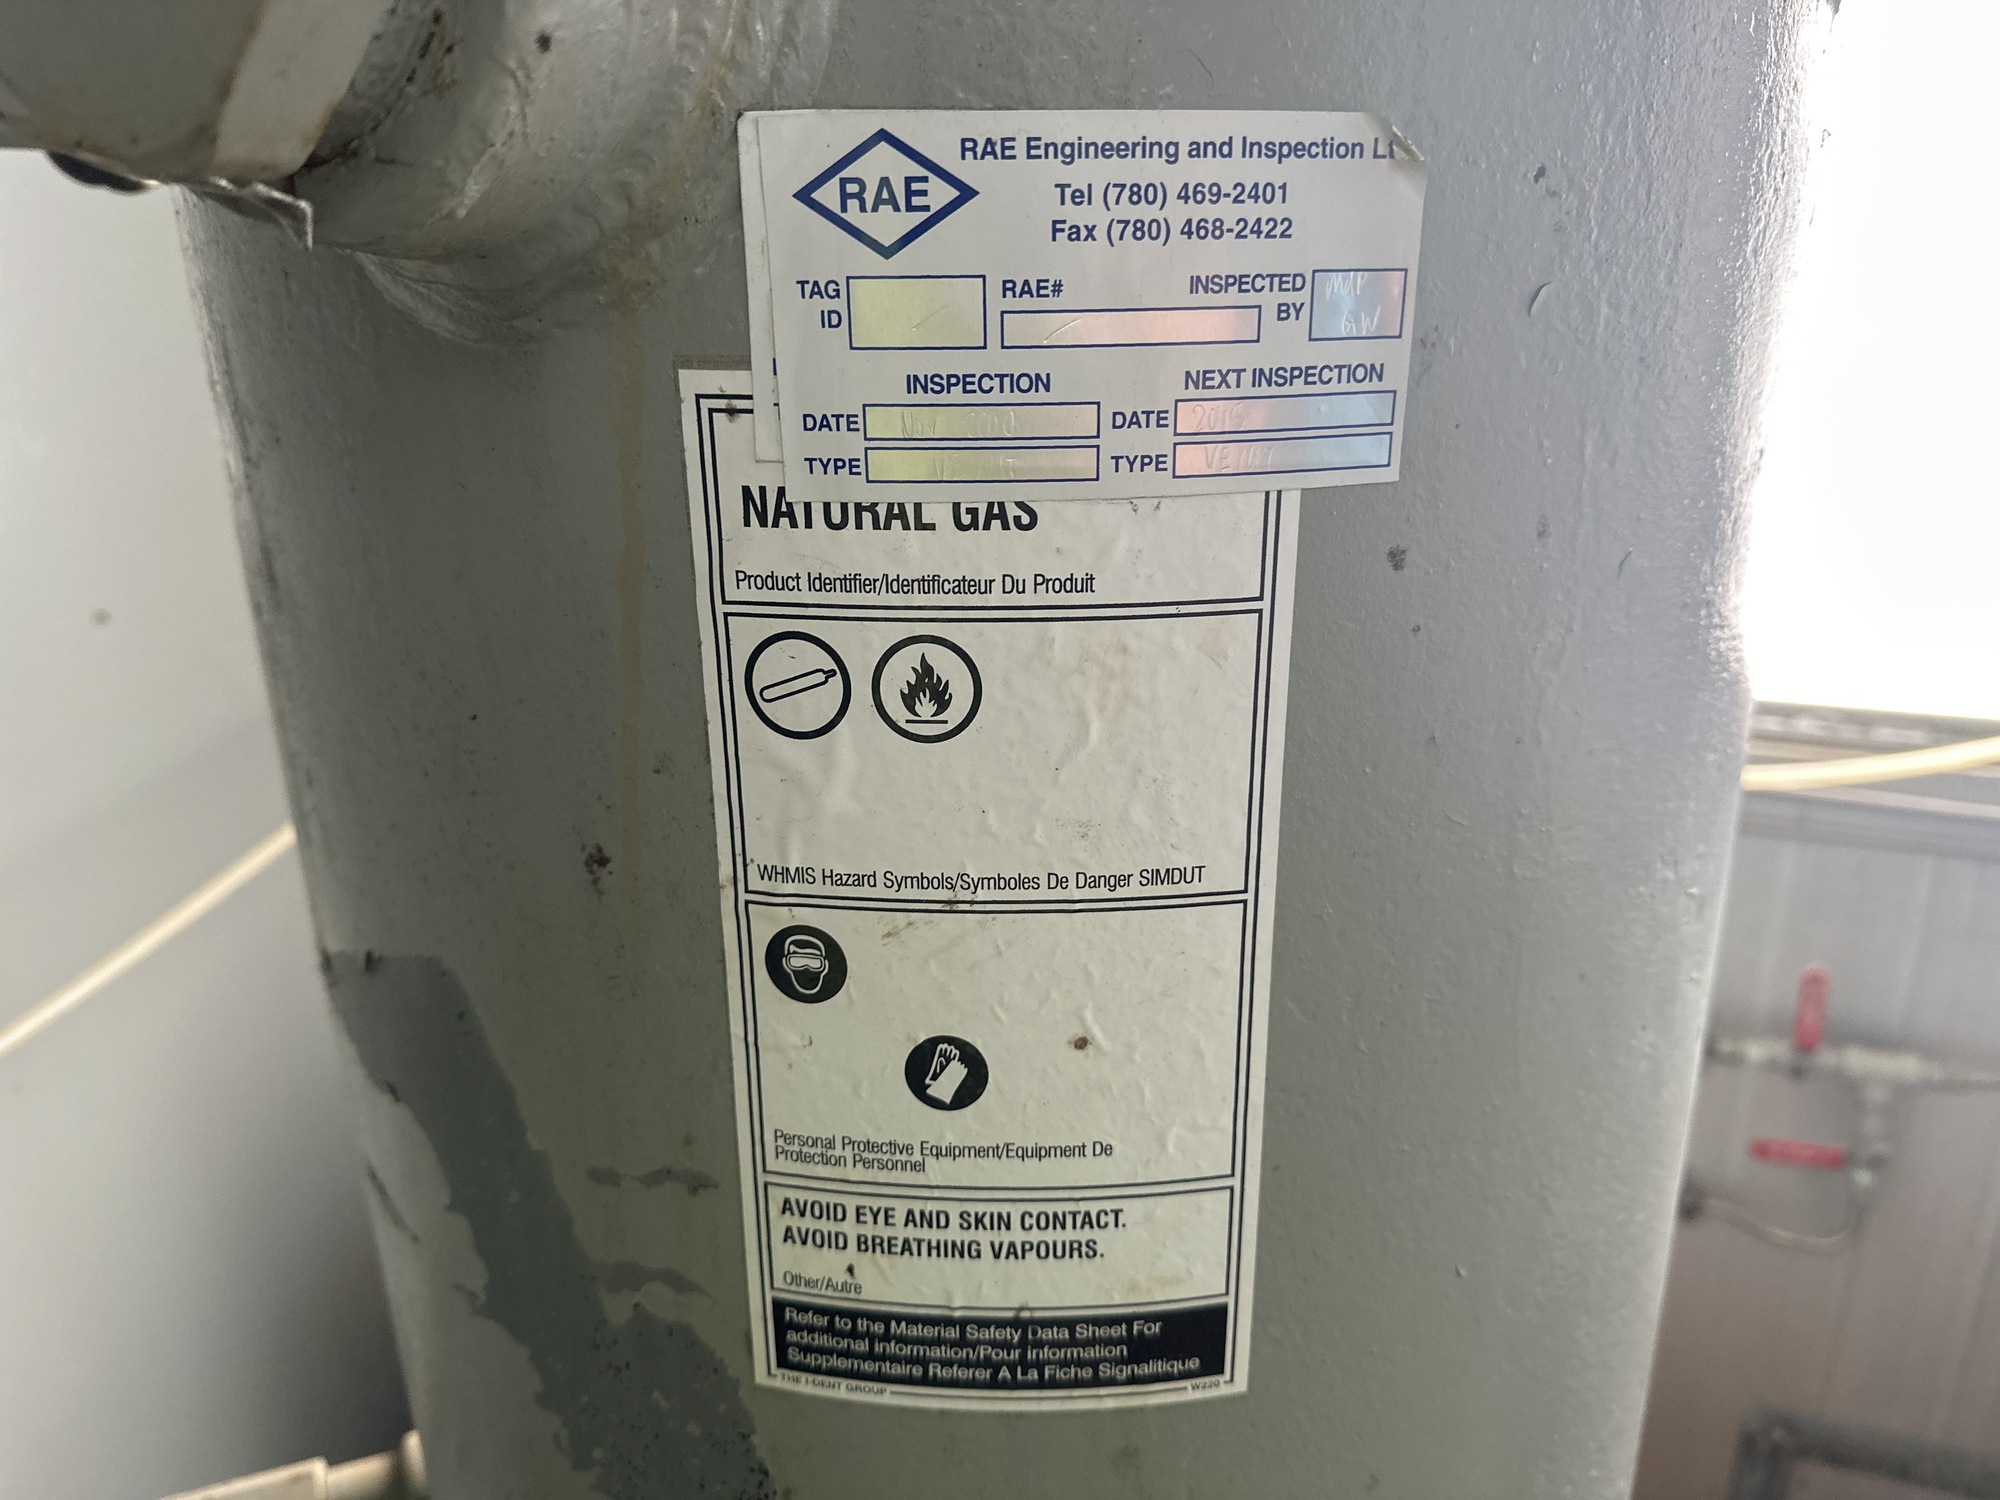 RAE
RAE Engineering and Inspection
Tel (780) 469-2401
Fax (780) 468-2422
TAG ID
RAE#
INSPECTED BY
INSPECTION
NEXT INSPECTION
DATE
DATE
TYPE
TYPE
NATURAL GAS
Product Identifier/Identificateur Du Produit
WHMIS Hazard Symbols/Symboles De Danger SIMDUT
Personal Protective Equipment/Equipment De
Protection Personnel
AVOID EYE AND SKIN CONTACT.
AVOID BREATHING VAPOURS.
Other/Autre
Refer to the Material Safety Data Sheet For
additional information/Pour information
Supplementaire Referer A La Fiche Signalitique
THE I-DENT GROUP
W220